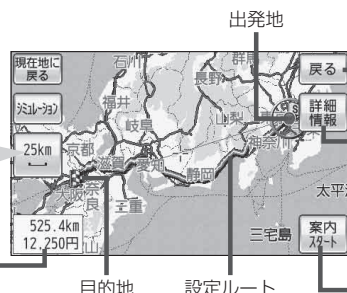 出発地
現在地に
戻る
石川
長野
群馬
戻る
ｼﾐｭﾚｰｼｮﾝ
福井
山梨
詳細
情報
25km
岐阜
神奈川
京都
滋賀
愛知
静岡
大阪
奈良
三重
太平
525.4km
12,250円
三宅島
案内
ｽﾀｰﾄ
目的地
設定ルート